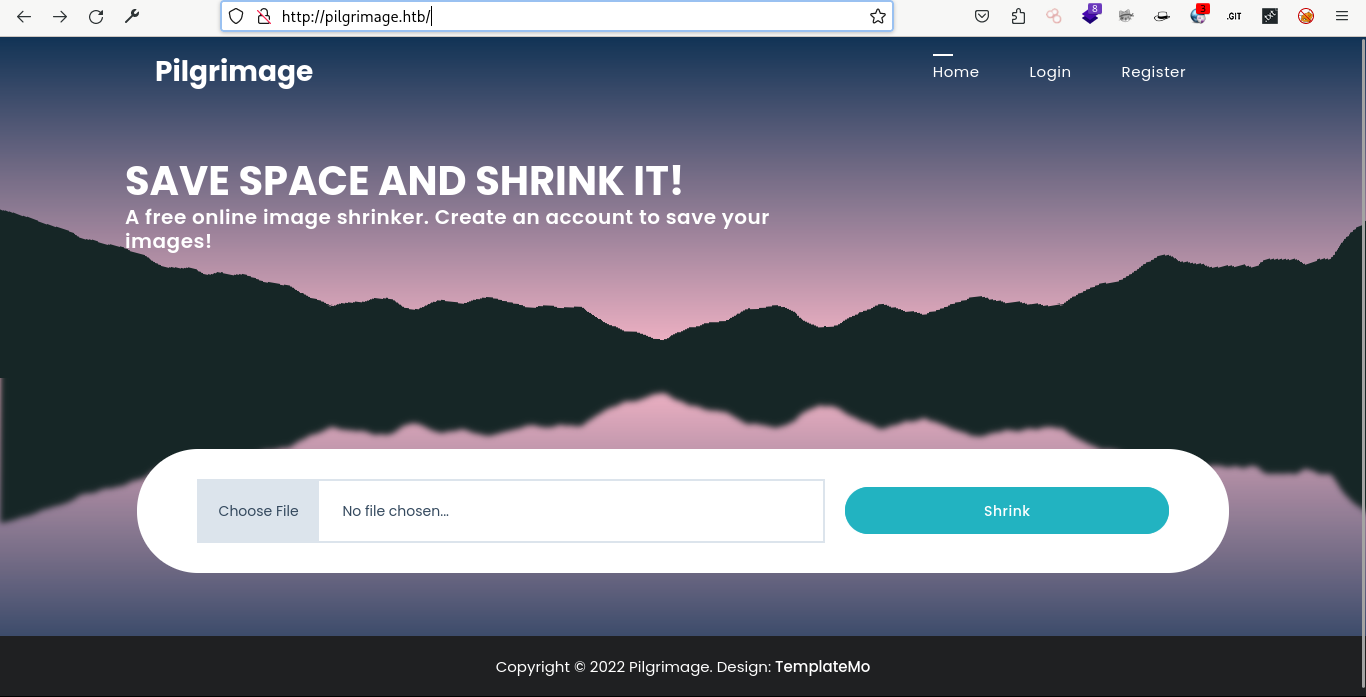 http://pilgrimage.htb/
8
3
.GIT
Pilgrimage
Home
Login
Register
SAVE SPACE AND SHRINK IT!
A free online image shrinker. Create an account to save your
images!
Choose File
No file chosen...
Shrink
Copyright © 2022 Pilgrimage. Design: TemplateMo